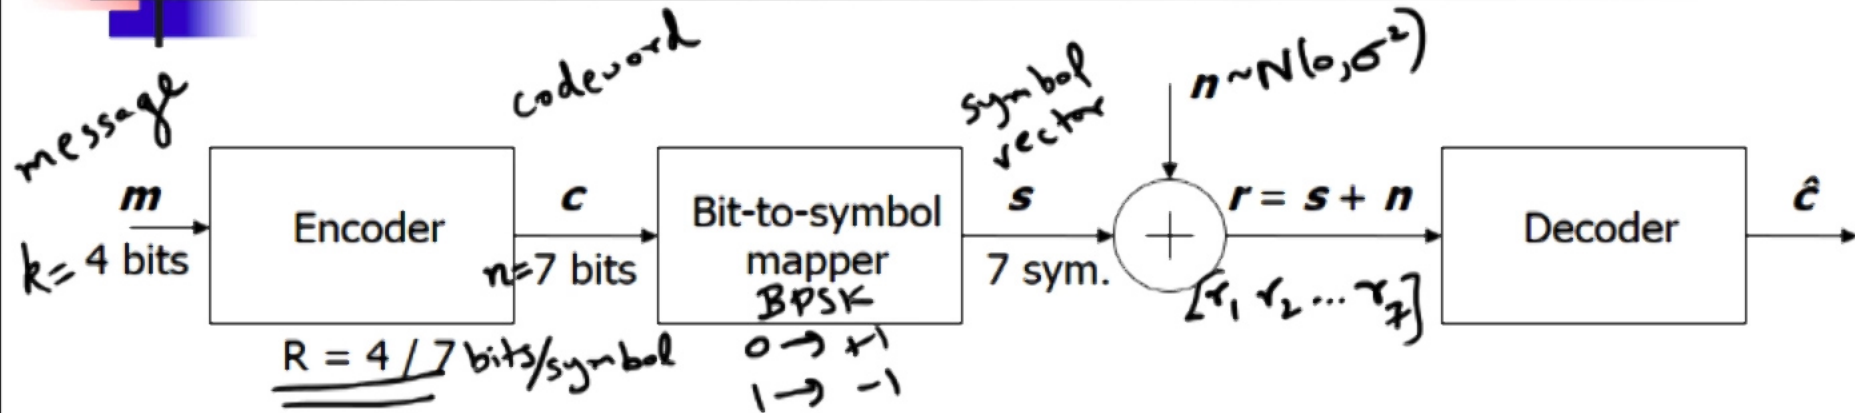 message
codeword
symbol
vector
n~N(0,σ²)
m
k= 4 bits
Encoder
R = 4 / 7 bits/symbol
c
n=7 bits
Bit-to-symbol
mapper
BPSK
0 → +1
1 → -1
s
7 sym.
+
r = s + n
[r₁ r₂ ... r₇]
Decoder
ĉ